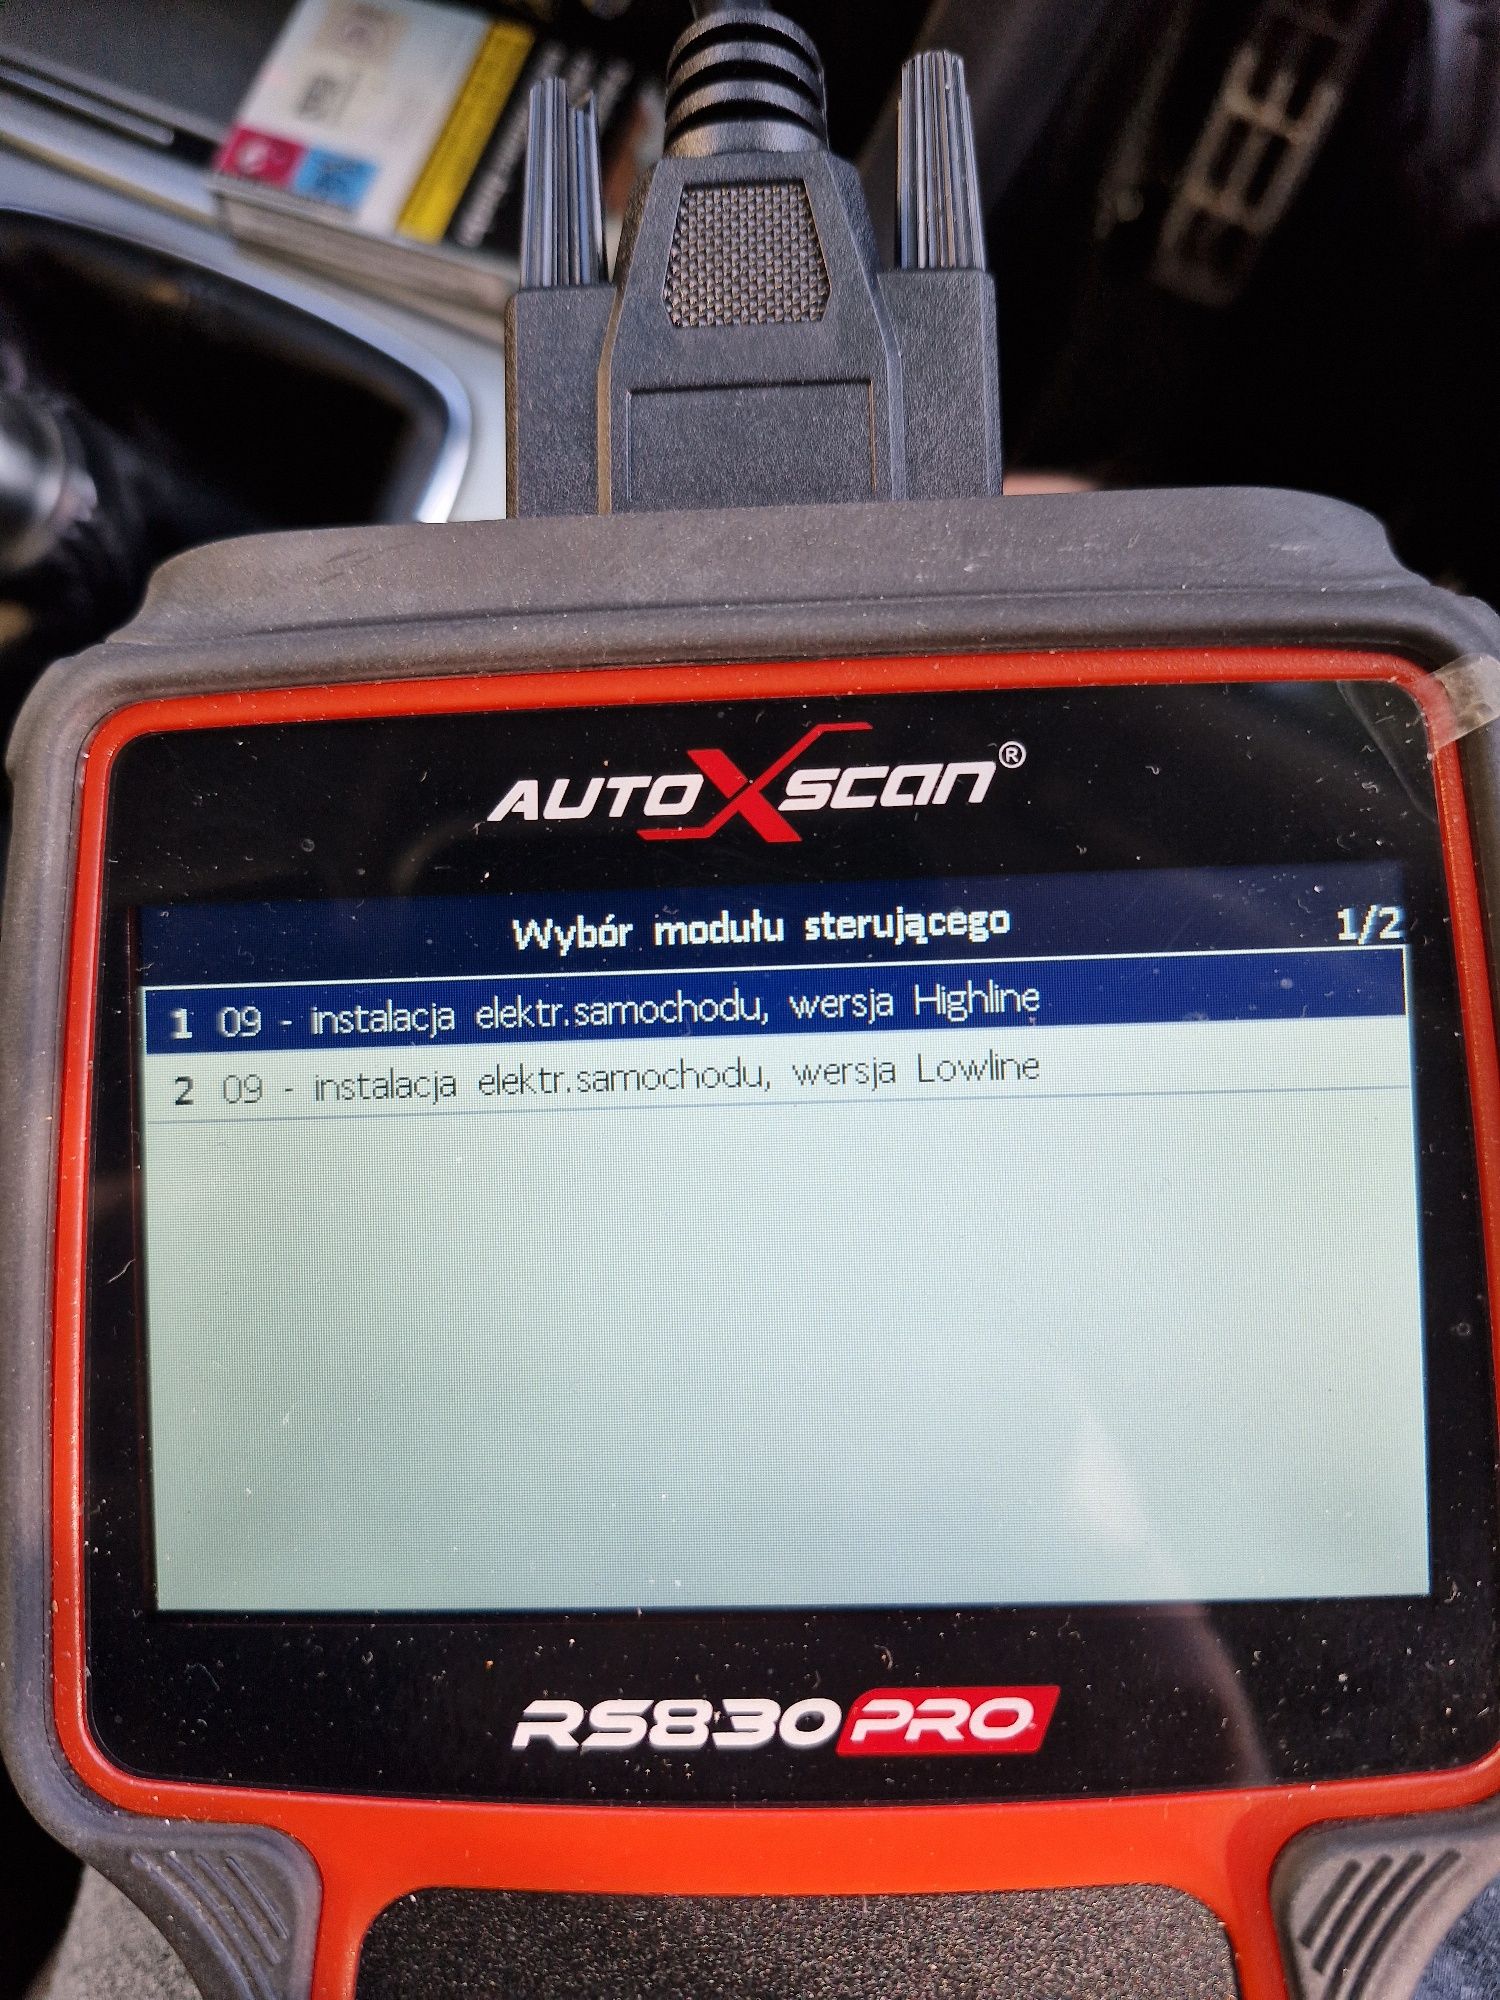 AUTOXSCAN®
Wybór modułu sterującego 1/2
1 09 - instalacja elektr.samochodu, wersja Highline
2 09 - instalacja elektr.samochodu, wersja Lowline
RS830PRO